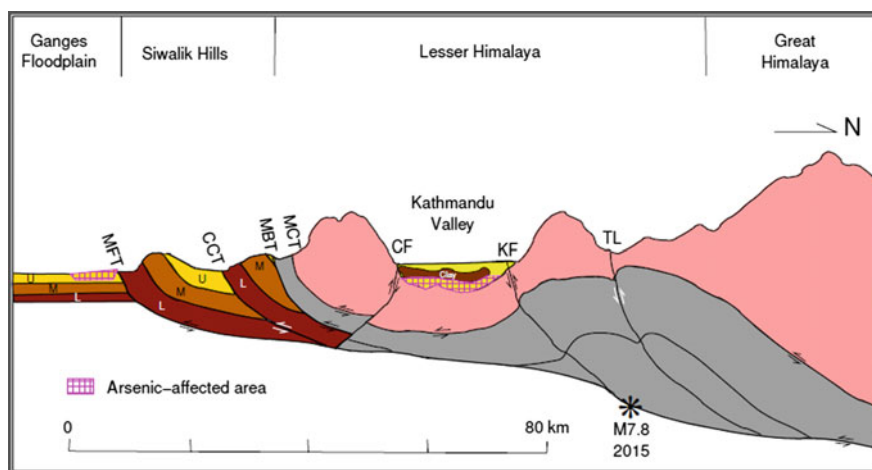 Ganges
Floodplain
Siwalik Hills
Lesser Himalaya
Great
Himalaya
N
Kathmandu
Valley
MFT
CCT
MBT
MCT
CF
KF
TL
Clay
U
M
L
U
M
L
M
L
Arsenic-affected area
0
80 km
M7.8
2015